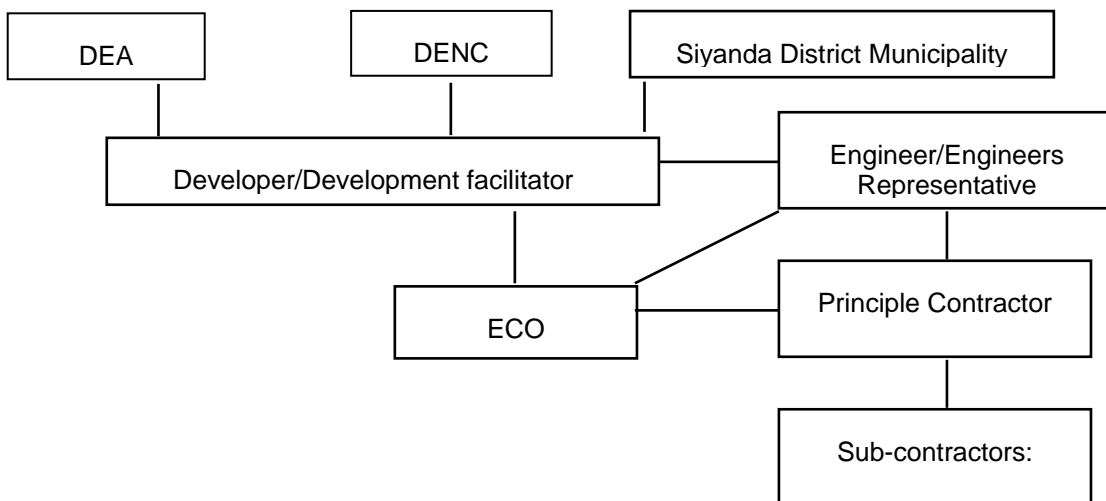 DEA
DENC
Siyanda District Municipality
Developer/Development facilitator
Engineer/Engineers
Representative
ECO
Principle Contractor
Sub-contractors: